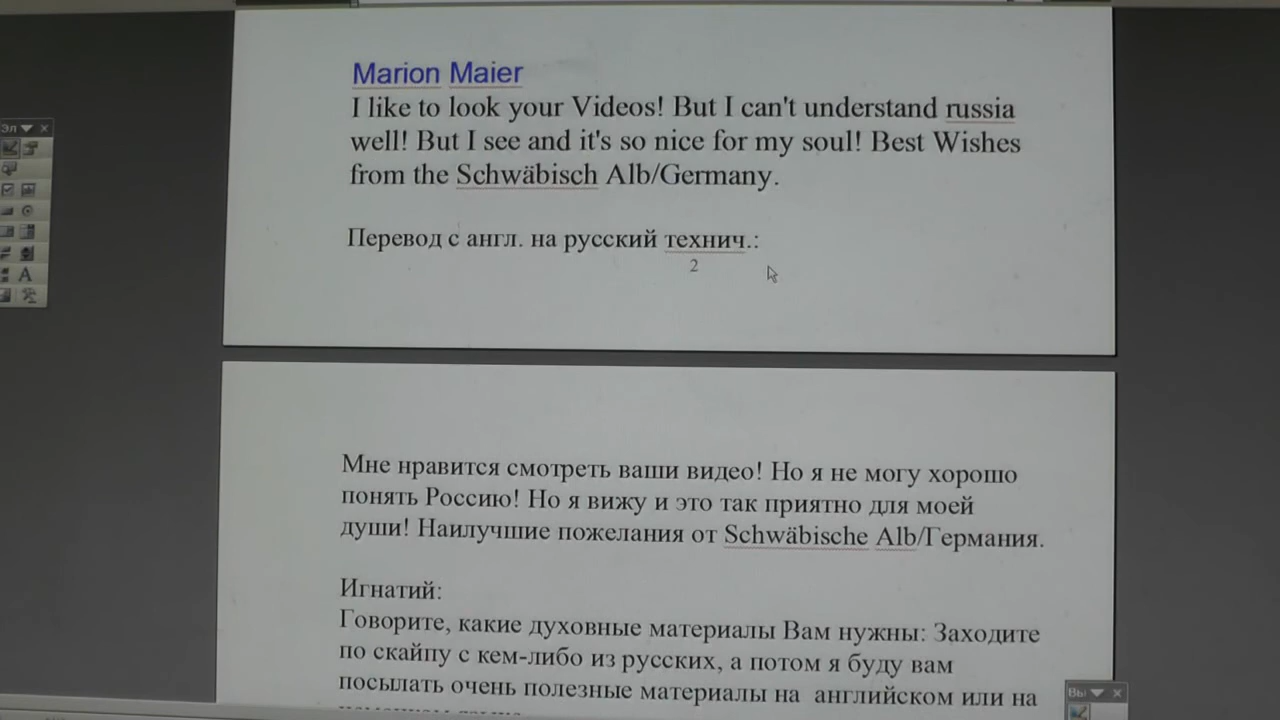 Marion Maier
I like to look your Videos! But I can't understand russia
well! But I see and it's so nice for my soul! Best Wishes
from the Schwäbisch Alb/Germany.
Перевод с англ. на русский технич.:
2
Мне нравится смотреть ваши видео! Но я не могу хорошо
понять Россию! Но я вижу и это так приятно для моей
души! Наилучшие пожелания от Schwäbische Alb/Германия.
Игнатий:
Говорите, какие духовные материалы Вам нужны: Заходите
по скайпу с кем-либо из русских, а потом я буду вам
посылать очень полезные материалы на английском или на
Эл
Вы